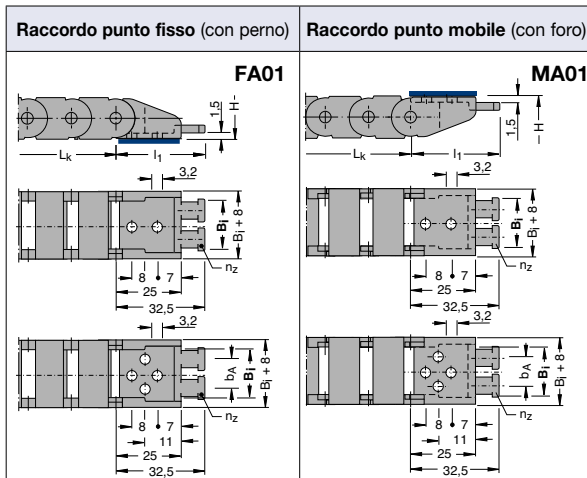 Raccordo punto fisso (con perno)
Raccordo punto mobile (con foro)
FA01
1,5
H
Lk
l1
3,2
Bi
Bi + 8
nz
8
7
25
32,5
3,2
bA
Bi
Bi + 8
nz
8
7
11
25
32,5
MA01
1,5
H
Lk
l1
3,2
Bi
Bi + 8
nz
8
7
25
32,5
3,2
bA
Bi
Bi + 8
nz
8
7
11
25
32,5